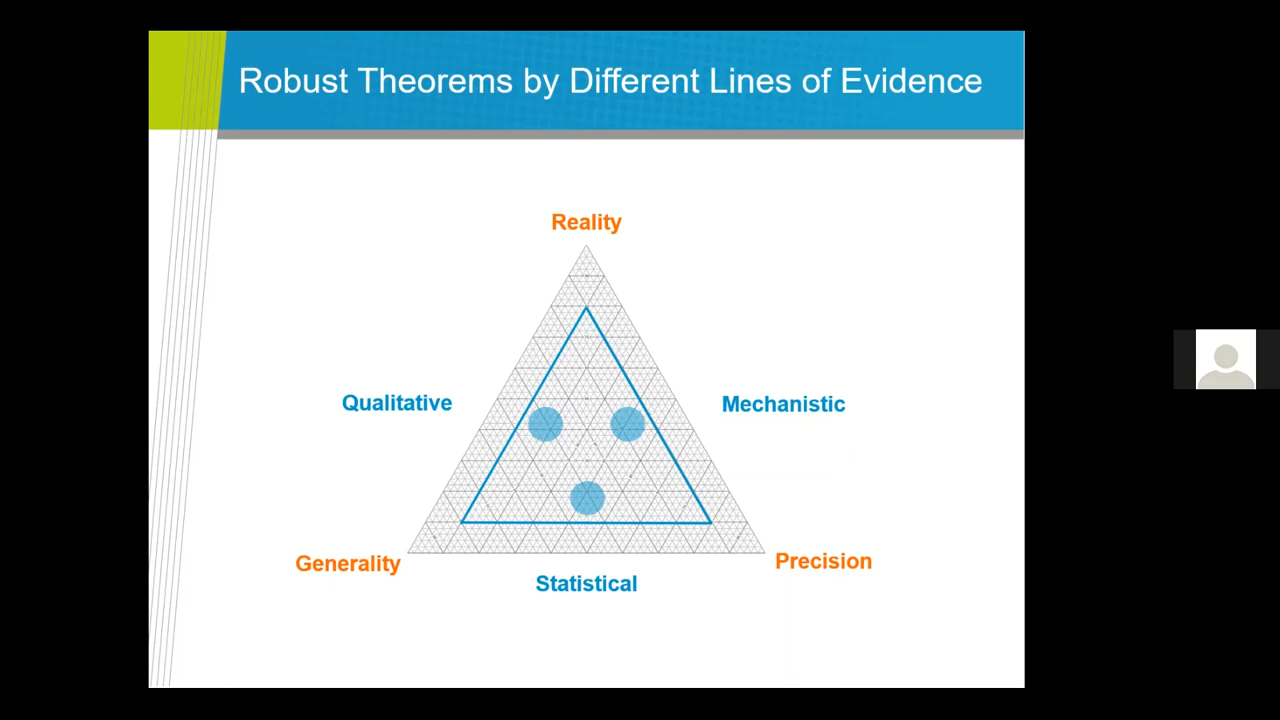 Robust Theorems by Different Lines of Evidence
Reality
Qualitative
Mechanistic
Generality
Precision
Statistical